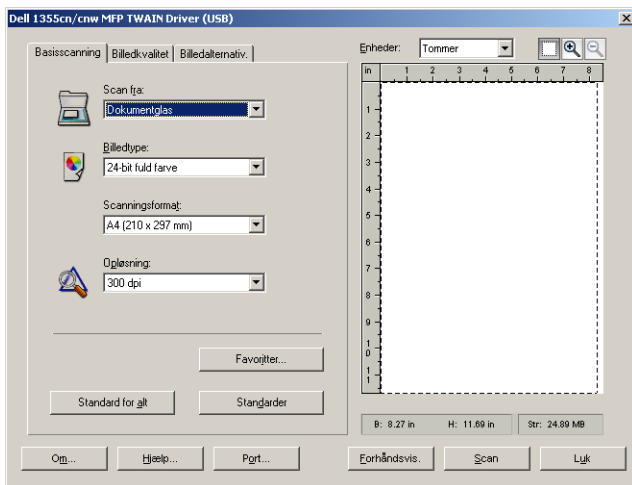 Dell 1355cn/cnw MFP TWAIN Driver (USB)
Basisscanning
Billedkvalitet
Billedalternativ.
Scan fra:
Dokumentglas
Billedtype:
24-bit fuld farve
Scanningsformat:
A4 (210 x 297 mm)
Opløsning:
300 dpi
Favoritter...
Standard for alt
Standarder
Enheder:
Tommer
in 1 2 3 4 5 6 7 8
1
2
3
4
5
6
7
8
9
10
11
B: 8.27 in H: 11.69 in Str: 24.89 MB
Om...
Hjælp...
Port...
Forhåndsvis.
Scan
Luk